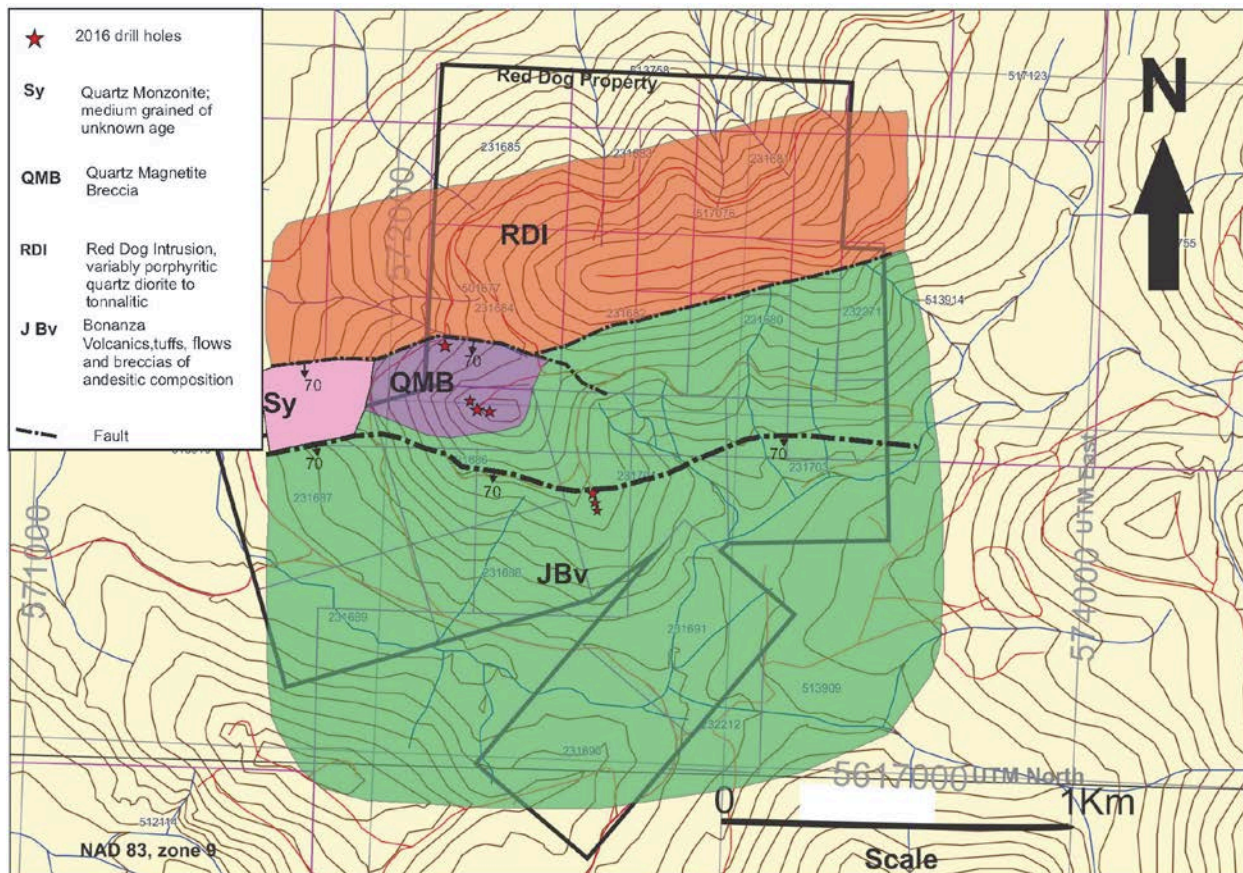 2016 drill holes
Sy
Quartz Monzonite;
medium grained of
unknown age
QMB
Quartz Magnetite
Breccia
RDI
Red Dog Intrusion,
variably porphyritic
quartz diorite to
tonnalitic
J Bv
Bonanza
Volcanics,tuffs, flows
and breccias of
andesitic composition
Fault
513758
Red Dog Property
517123
N
231685
231681
517078
5572000
RDI
501677
231684
231682
231680
232271
513914
70
70
QMB
Sy
70
70
70
231703
231687
231688
JBv
571000
574000 UTM East
231689
231691
513909
232212
231690
5617000 UTM North
0
1Km
512114
NAD 83, zone 9
Scale